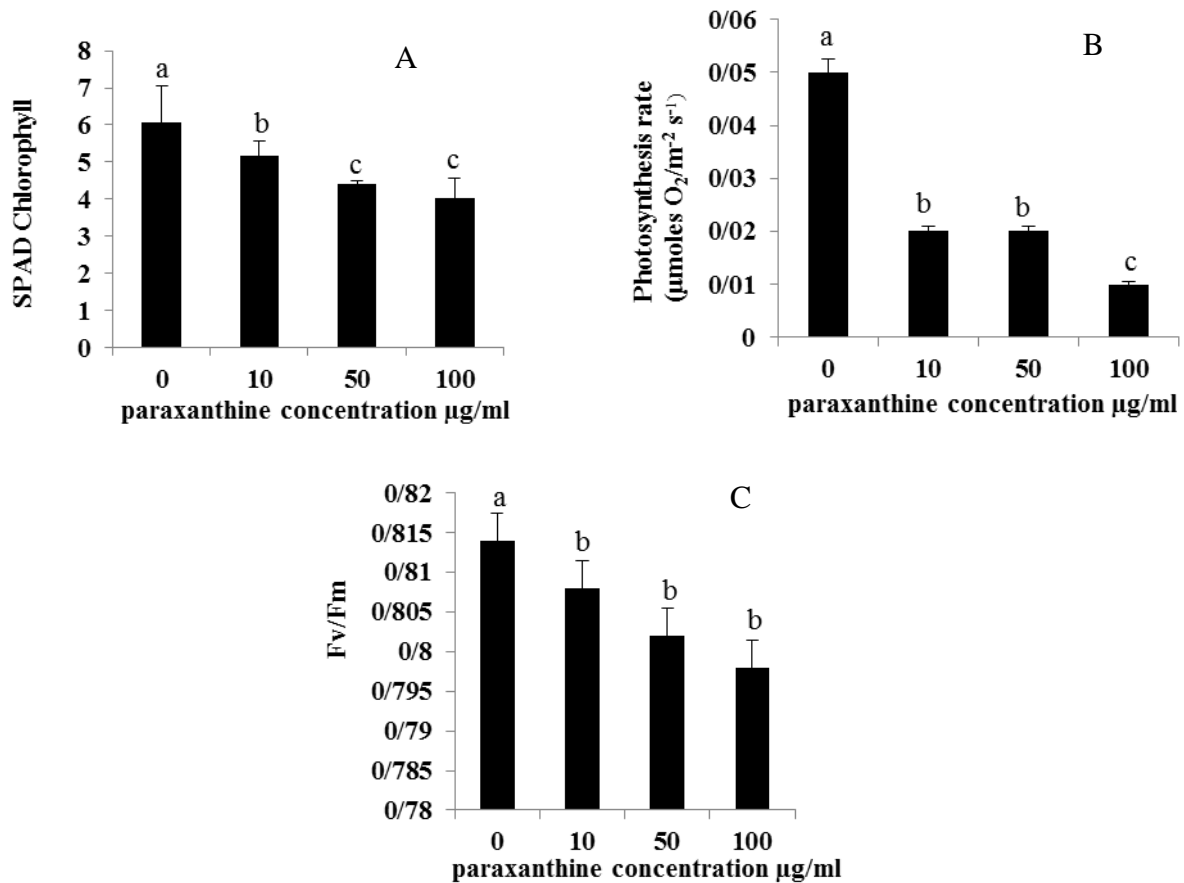 A
SPAD Chlorophyll
8
7
6
5
4
3
2
1
0
a
b
c
c
0 10 50 100
paraxanthine concentration µg/ml
B
Photosynthesis rate
(µmoles O₂/m⁻² s⁻¹)
0/06
0/05
0/04
0/03
0/02
0/01
0
a
b
b
c
0 10 50 100
paraxanthine concentration µg/ml
C
Fv/Fm
0/82
0/815
0/81
0/805
0/8
0/795
0/79
0/785
0/78
a
b
b
b
0 10 50 100
paraxanthine concentration µg/ml